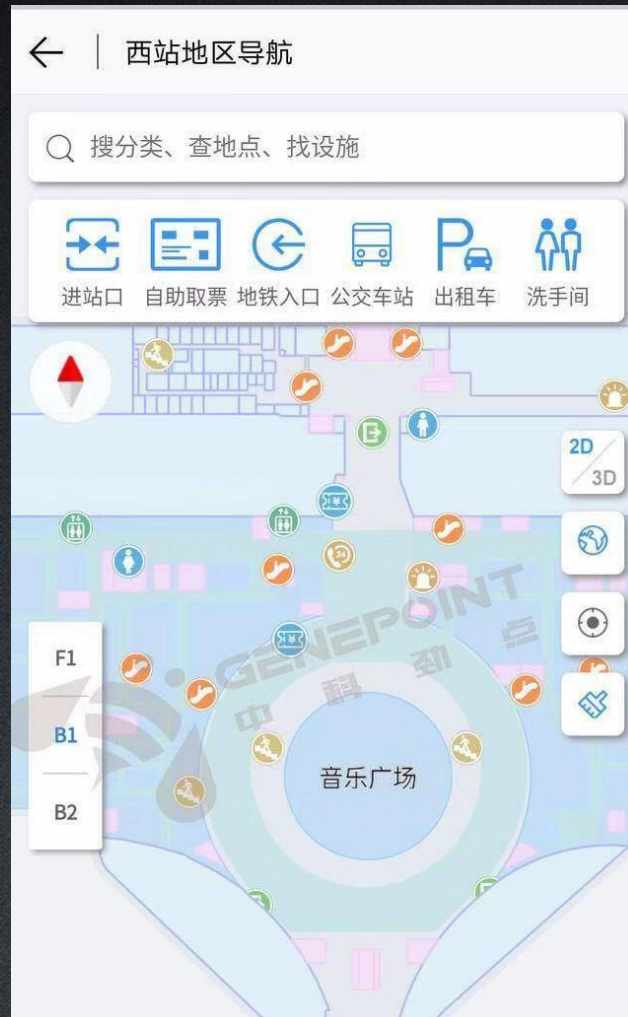 西站地区导航
搜分类、查地点、找设施
进站口 自助取票 地铁入口 公交车站 出租车 洗手间
2D
3D
24
GENEPOINT
中科劲点
F1
B1
B2
音乐广场